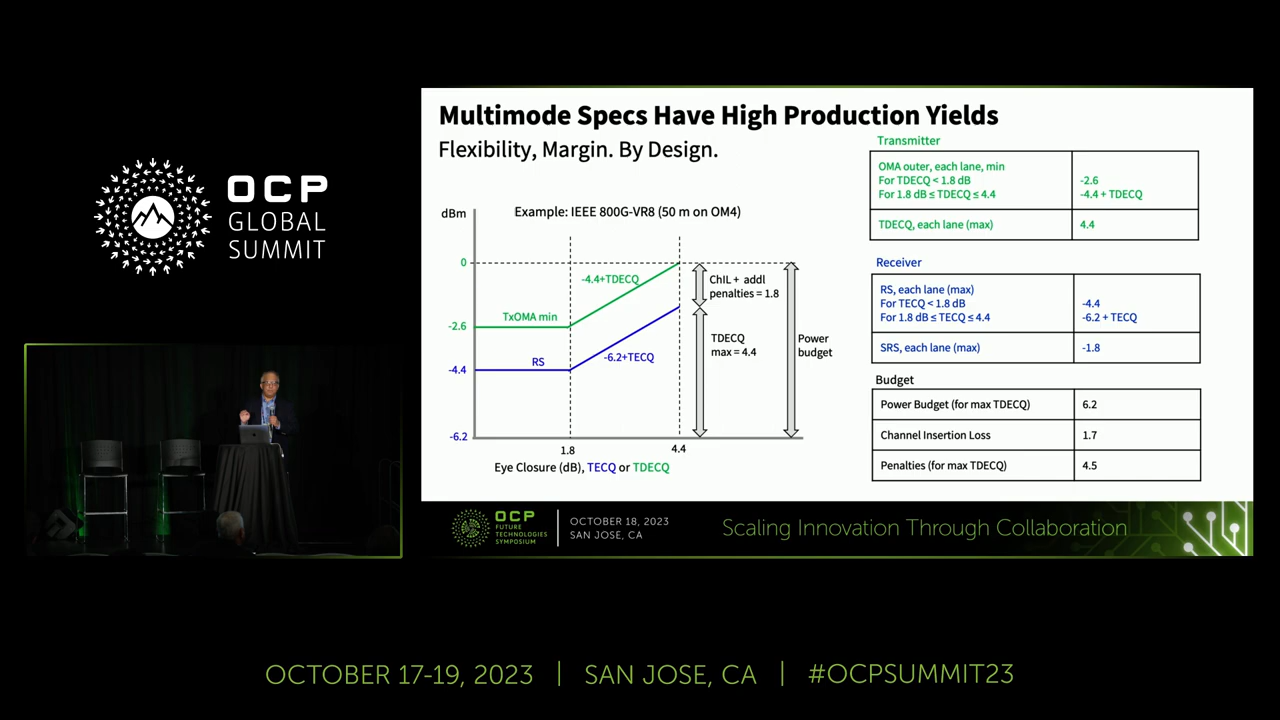 OCP
GLOBAL
SUMMIT
Multimode Specs Have High Production Yields
Flexibility, Margin. By Design.
Example: IEEE 800G-VR8 (50 m on OM4)
dBm
0
-2.6
-4.4
-6.2
TxOMA min
-4.4+TDECQ
RS
-6.2+TECQ
ChIL + addl
penalties = 1.8
TDECQ
max = 4.4
Power
budget
1.8
4.4
Eye Closure (dB), TECQ or TDECQ
Transmitter
OMA outer, each lane, min
For TDECQ < 1.8 dB -2.6
For 1.8 dB ≤ TDECQ ≤ 4.4 -4.4 + TDECQ
TDECQ, each lane (max) 4.4
Receiver
RS, each lane (max)
For TECQ < 1.8 dB -4.4
For 1.8 dB ≤ TECQ ≤ 4.4 -6.2 + TECQ
SRS, each lane (max) -1.8
Budget
Power Budget (for max TDECQ) 6.2
Channel Insertion Loss 1.7
Penalties (for max TDECQ) 4.5
OCP
FUTURE
TECHNOLOGIES
SYMPOSIUM
OCTOBER 18, 2023
SAN JOSE, CA
Scaling Innovation Through Collaboration
OCTOBER 17-19, 2023 | SAN JOSE, CA | #OCPSUMMIT23